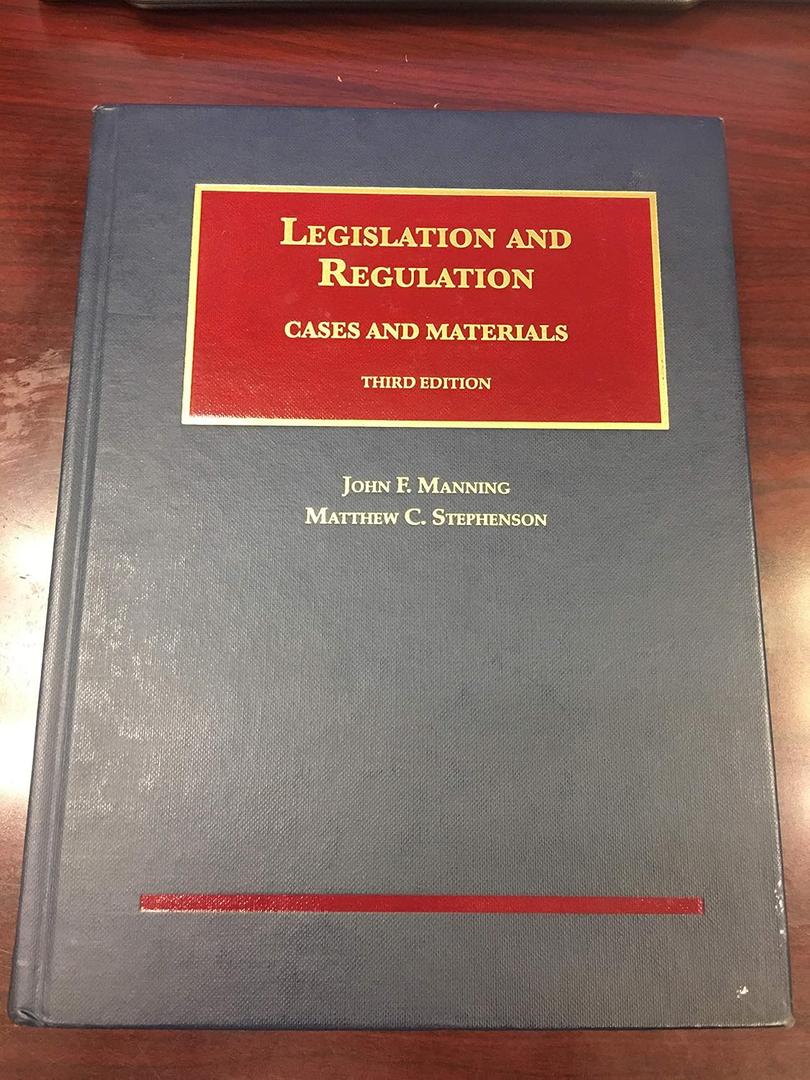 LEGISLATION AND
REGULATION
CASES AND MATERIALS
THIRD EDITION
JOHN F. MANNING
MATTHEW C. STEPHENSON